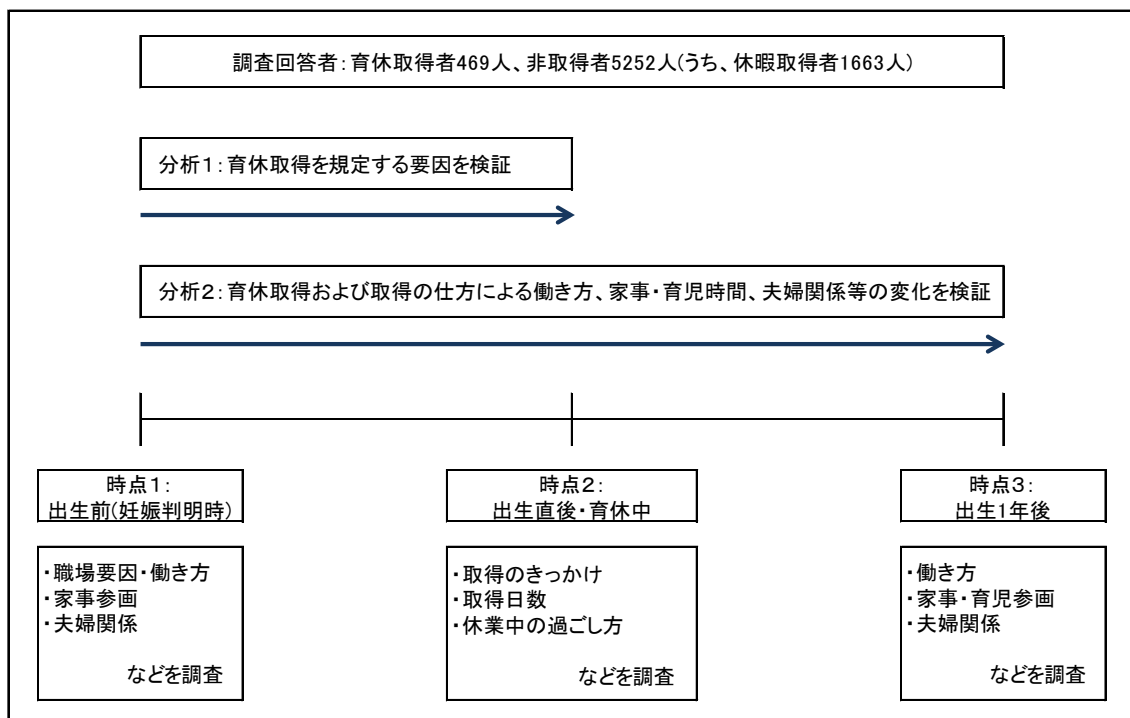 調査回答者:育休取得者469人、非取得者5252人(うち、休暇取得者1663人)
分析1:育休取得を規定する要因を検証
分析2:育休取得および取得の仕方による働き方、家事・育児時間、夫婦関係等の変化を検証
時点1:
出生前(妊娠判明時)
時点2:
出生直後・育休中
時点3:
出生1年後
・職場要因・働き方
・家事参画
・夫婦関係
などを調査
・取得のきっかけ
・取得日数
・休業中の過ごし方
などを調査
・働き方
・家事・育児参画
・夫婦関係
などを調査